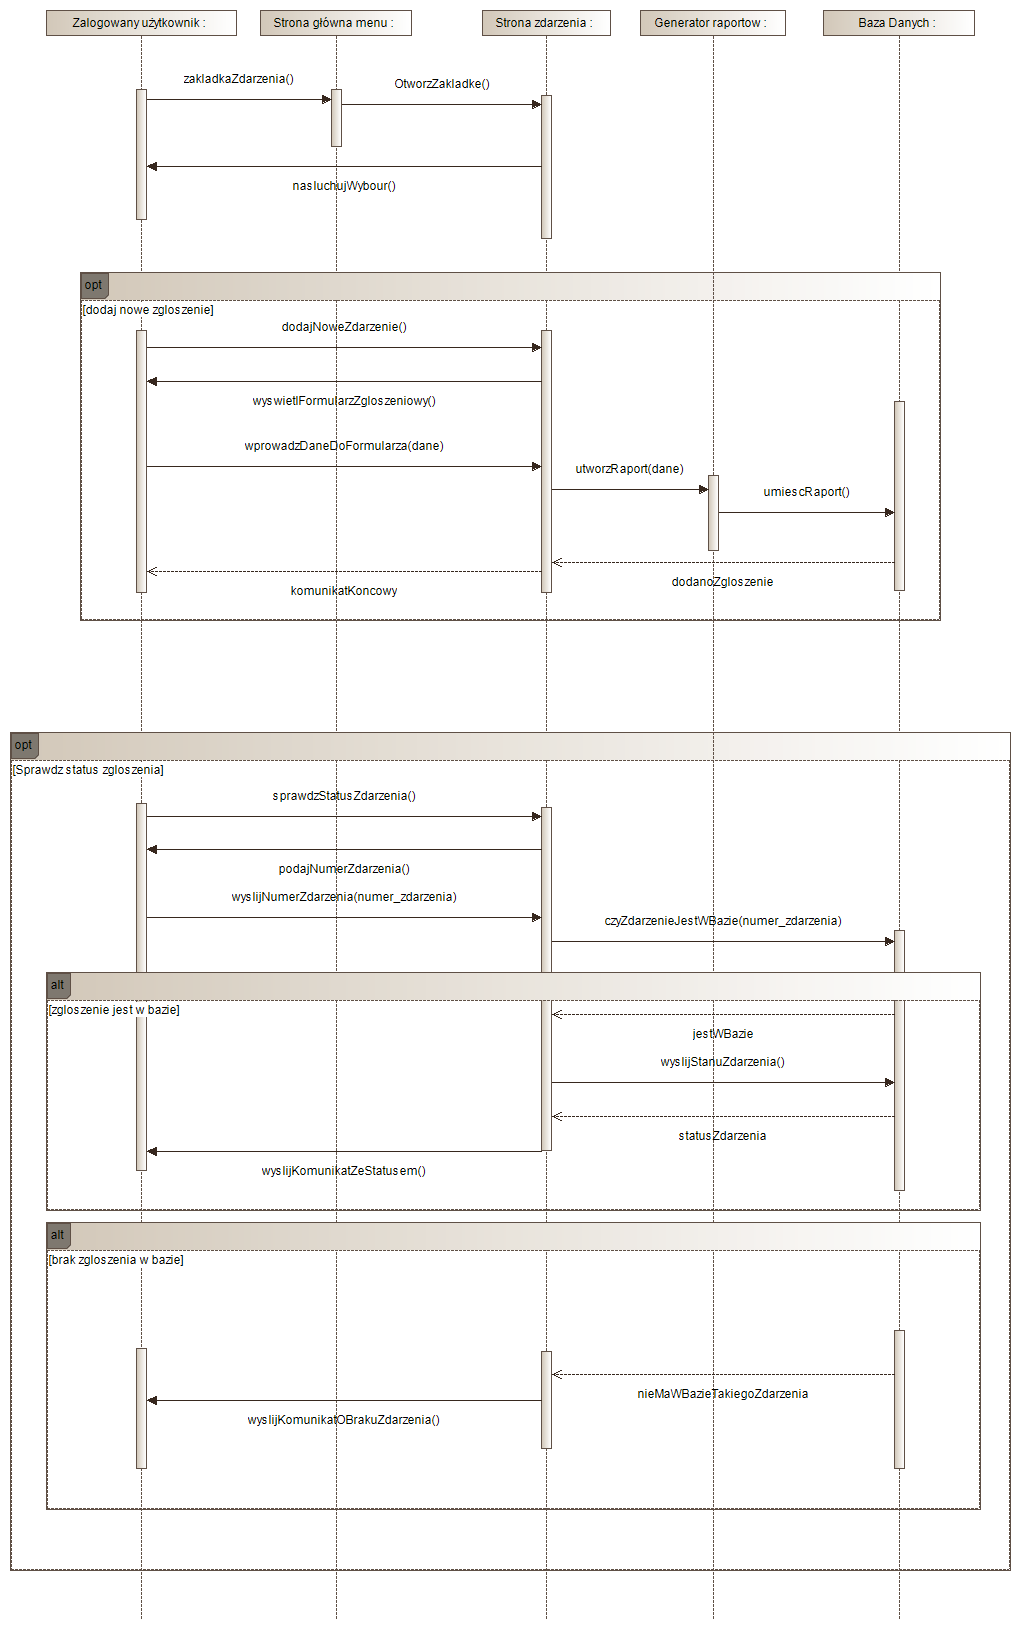 Zalogowany użytkownik :
Strona główna menu :
Strona zdarzenia :
Generator raportow :
Baza Danych :
zakladkaZdarzenia()
OtworzZakladke()
nasluchujWybour()
opt
[dodaj nowe zgloszenie]
dodajNoweZdarzenie()
wyswietlFormularzZgloszeniowy()
wprowadzDaneDoFormularza(dane)
utworzRaport(dane)
umiescRaport()
dodanoZgloszenie
komunikatKoncowy
opt
[Sprawdz status zgloszenia]
sprawdzStatusZdarzenia()
podajNumerZdarzenia()
wyslijNumerZdarzenia(numer_zdarzenia)
czyZdarzenieJestWBazie(numer_zdarzenia)
alt
[zgloszenie jest w bazie]
jestWBazie
wyslijStanuZdarzenia()
statusZdarzenia
wyslijKomunikatZeStatusem()
alt
[brak zgloszenia w bazie]
nieMaWBazieTakiegoZdarzenia
wyslijKomunikatOBrakuZdarzenia()